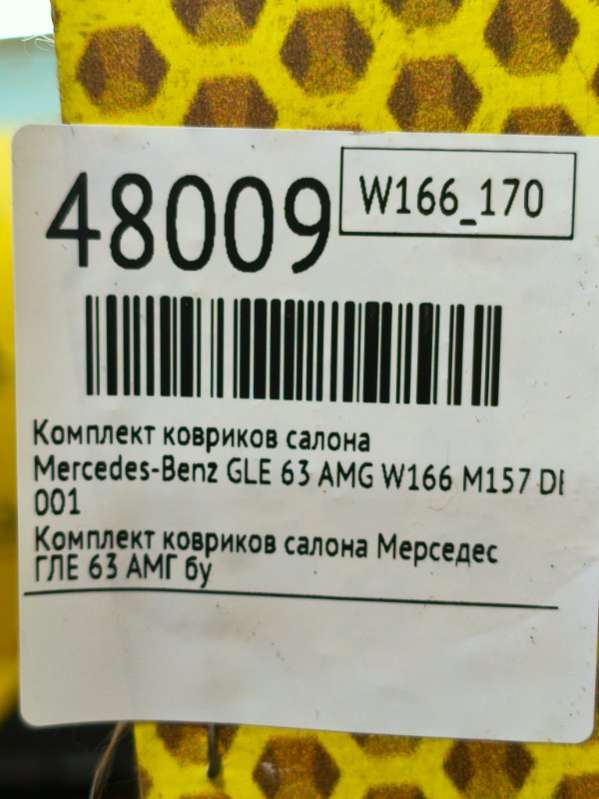 48009
W166_170
Комплект ковриков салона
Mercedes-Benz GLE 63 AMG W166 M157
001
Комплект ковриков салона Мерседес
ГЛЕ 63 АМГ бу